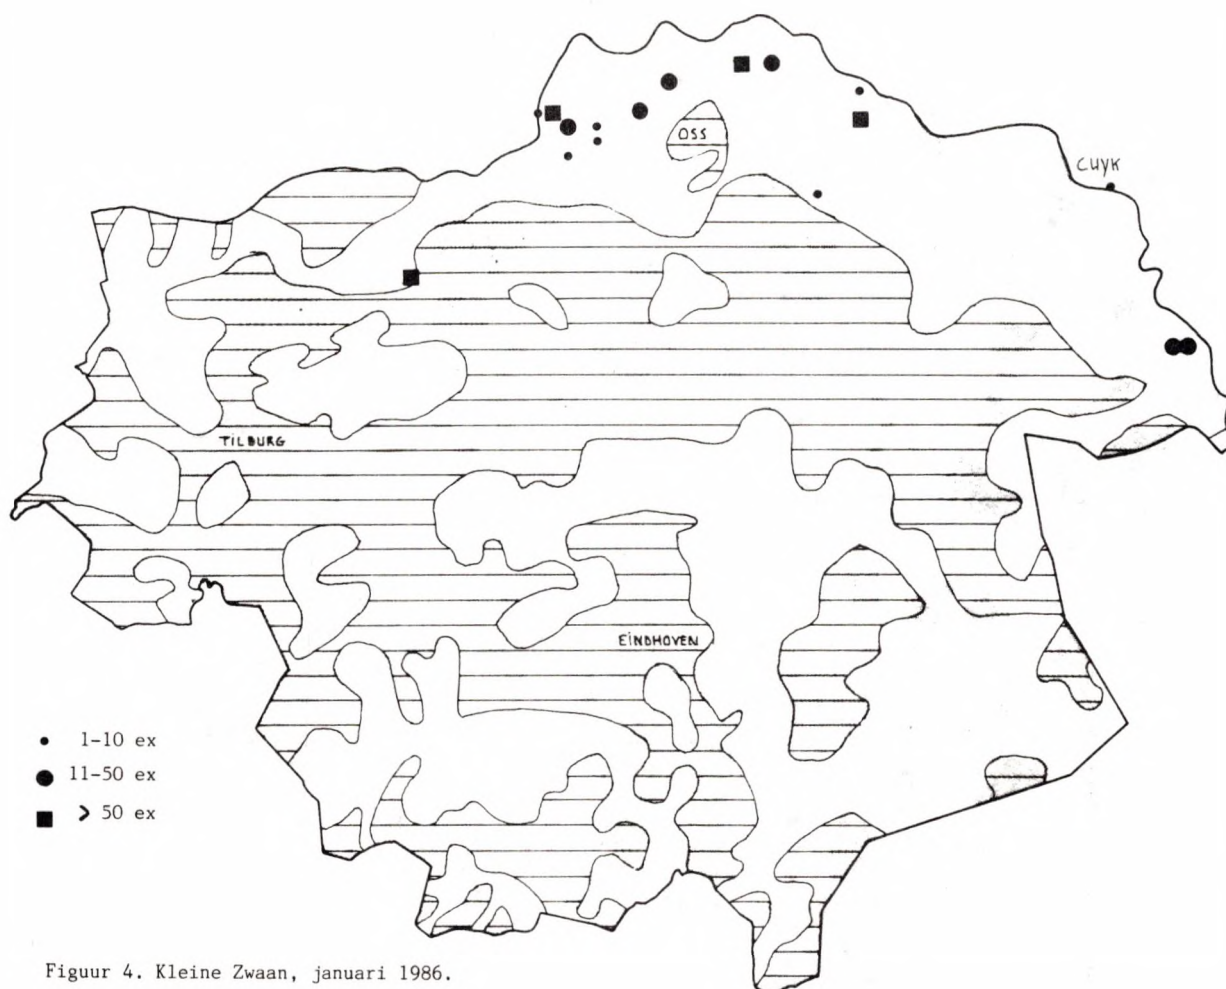 OSS
CUYK
TILBURG
EINDHOVEN
1-10 ex
11-50 ex
> 50 ex
Figuur 4. Kleine Zwaan, januari 1986.